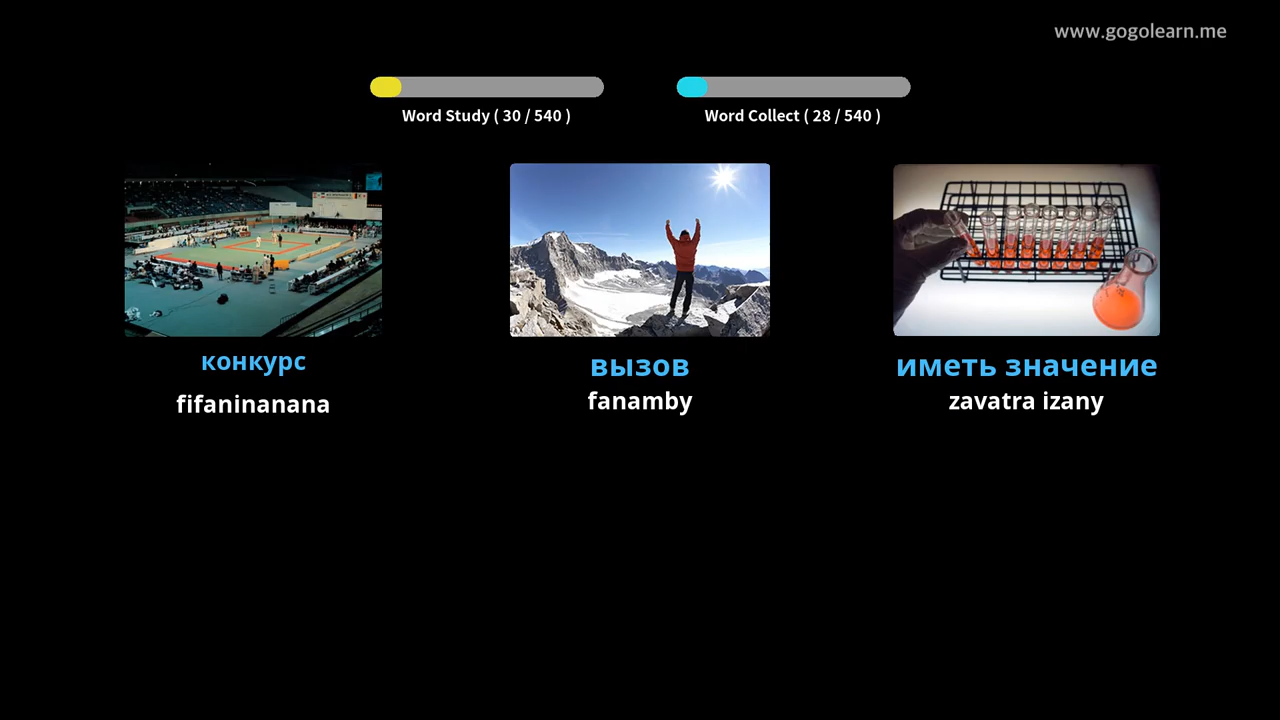 www.gogolearn.me
Word Study ( 30 / 540 )
Word Collect ( 28 / 540 )
конкурс
вызов
иметь значение
fifaninanana
fanamby
zavatra izany